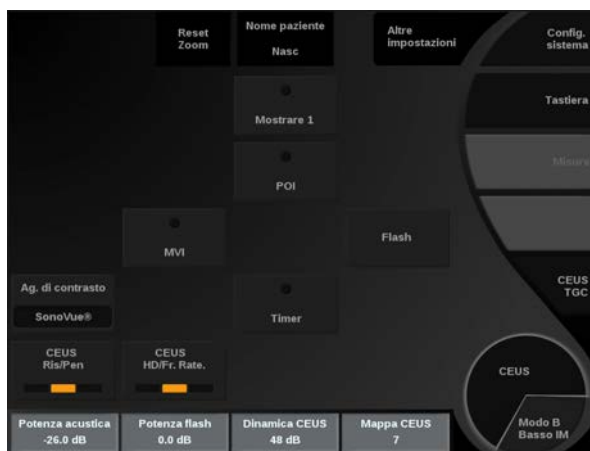 Reset
Zoom
Nome paziente
Nasc
Altre
impostazioni
Config.
sistema
Tastiera
Mostrare 1
Misure
POI
MVI
Flash
Ag. di contrasto
SonoVue®
Timer
CEUS
TGC
CEUS
Ris/Pen
CEUS
HD/Fr. Rate.
CEUS
Modo B
Basso IM
Potenza acustica
-26.0 dB
Potenza flash
0.0 dB
Dinamica CEUS
48 dB
Mappa CEUS
7